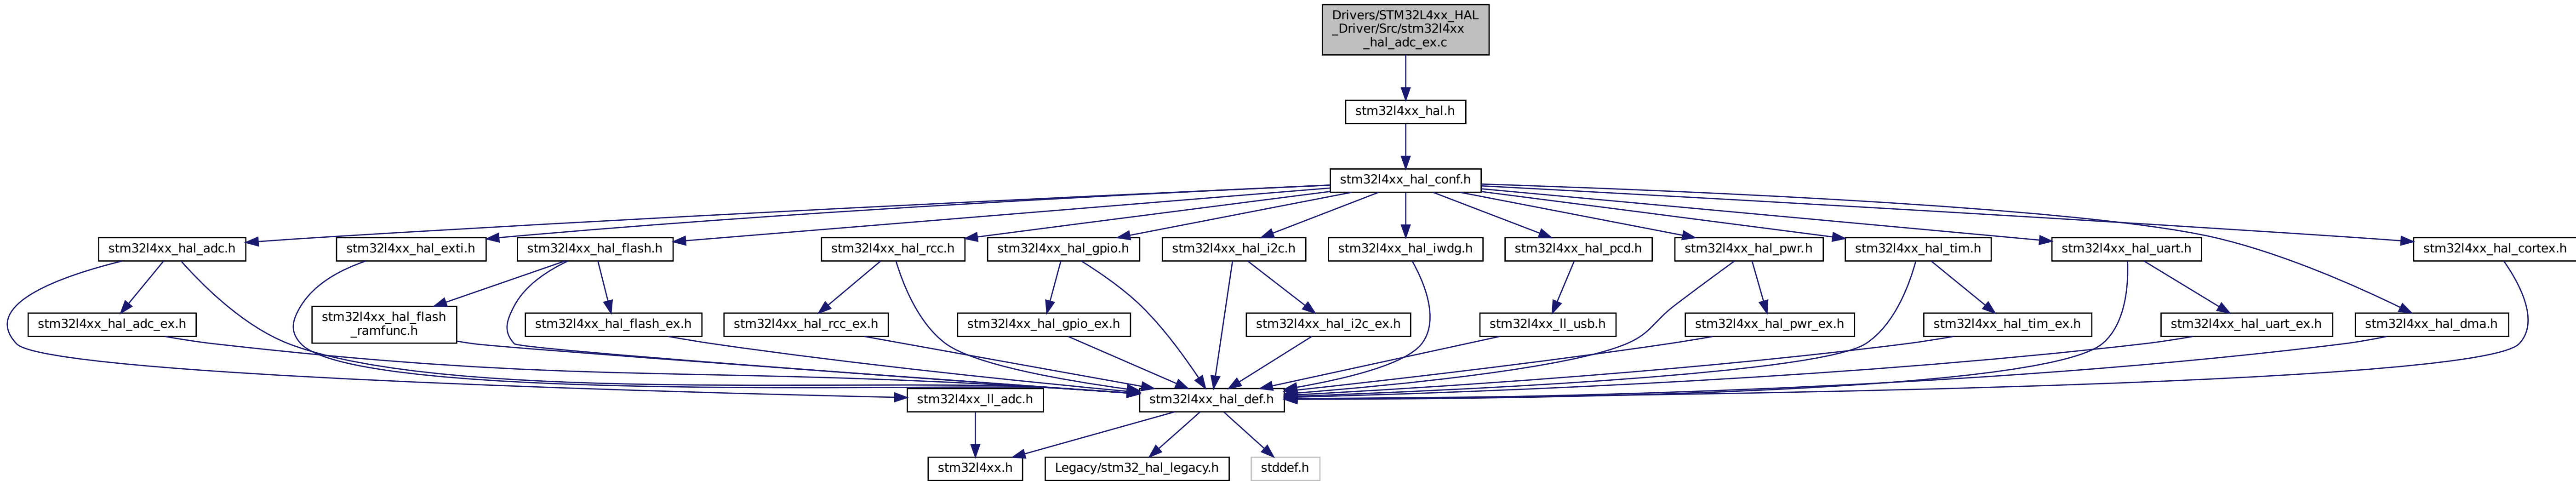 Drivers/STM32L4xx_HAL
_Driver/Src/stm32l4xx
_hal_adc_ex.c
stm32l4xx_hal.h
stm32l4xx_hal_conf.h
stm32l4xx_hal_adc.h
stm32l4xx_hal_exti.h
stm32l4xx_hal_flash.h
stm32l4xx_hal_rcc.h
stm32l4xx_hal_gpio.h
stm32l4xx_hal_i2c.h
stm32l4xx_hal_iwdg.h
stm32l4xx_hal_pcd.h
stm32l4xx_hal_pwr.h
stm32l4xx_hal_tim.h
stm32l4xx_hal_uart.h
stm32l4xx_hal_cortex.h
stm32l4xx_hal_adc_ex.h
stm32l4xx_hal_flash
_ramfunc.h
stm32l4xx_hal_flash_ex.h
stm32l4xx_hal_rcc_ex.h
stm32l4xx_hal_gpio_ex.h
stm32l4xx_hal_i2c_ex.h
stm32l4xx_ll_usb.h
stm32l4xx_hal_pwr_ex.h
stm32l4xx_hal_tim_ex.h
stm32l4xx_hal_uart_ex.h
stm32l4xx_hal_dma.h
stm32l4xx_ll_adc.h
stm32l4xx_hal_def.h
stm32l4xx.h
Legacy/stm32_hal_legacy.h
stddef.h